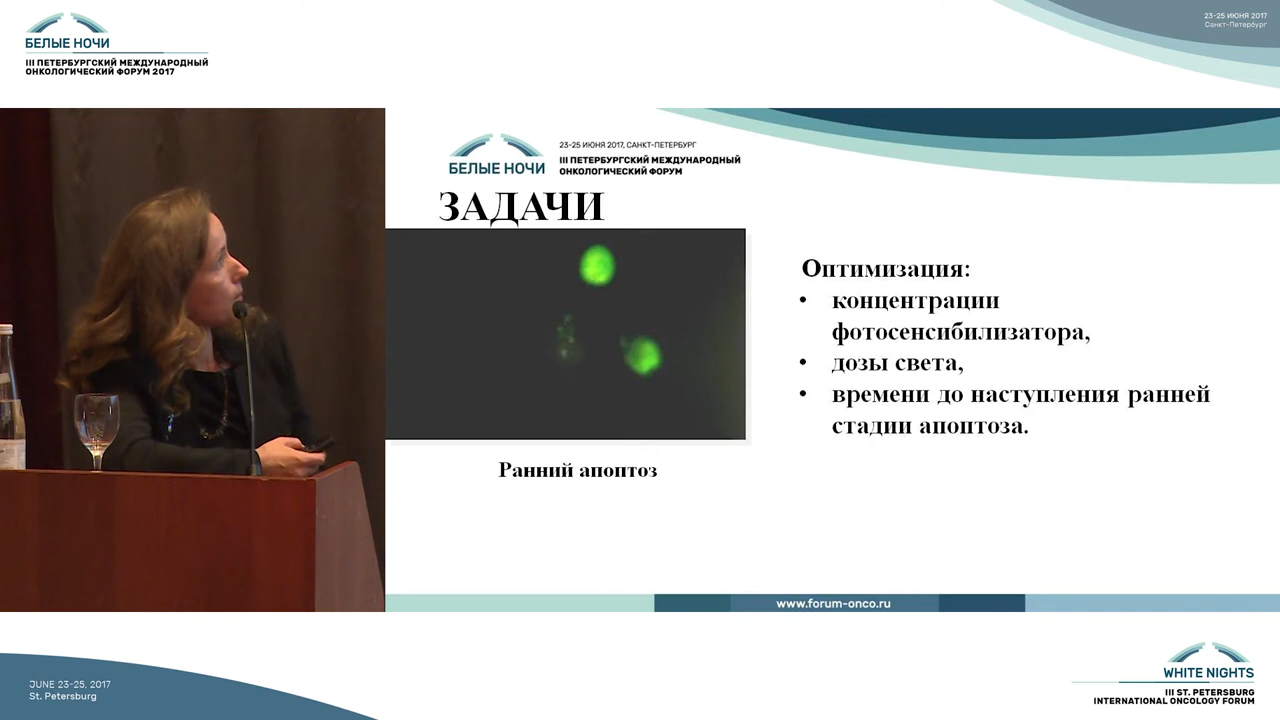 БЕЛЫЕ НОЧИ
III ПЕТЕРБУРГСКИЙ МЕЖДУНАРОДНЫЙ
ОНКОЛОГИЧЕСКИЙ ФОРУМ 2017
23-25 ИЮНЯ 2017
Санкт-Петербург
БЕЛЫЕ НОЧИ
23-25 ИЮНЯ 2017, САНКТ-ПЕТЕРБУРГ
III ПЕТЕРБУРГСКИЙ МЕЖДУНАРОДНЫЙ
ОНКОЛОГИЧЕСКИЙ ФОРУМ
ЗАДАЧИ
Оптимизация:
• концентрации
фотосенсибилизатора,
• дозы света,
• времени до наступления ранней
стадии апоптоза.
Ранний апоптоз
www.forum-onco.ru
JUNE 23-25, 2017
St. Petersburg
WHITE NIGHTS
III ST. PETERSBURG
INTERNATIONAL ONCOLOGY FORUM